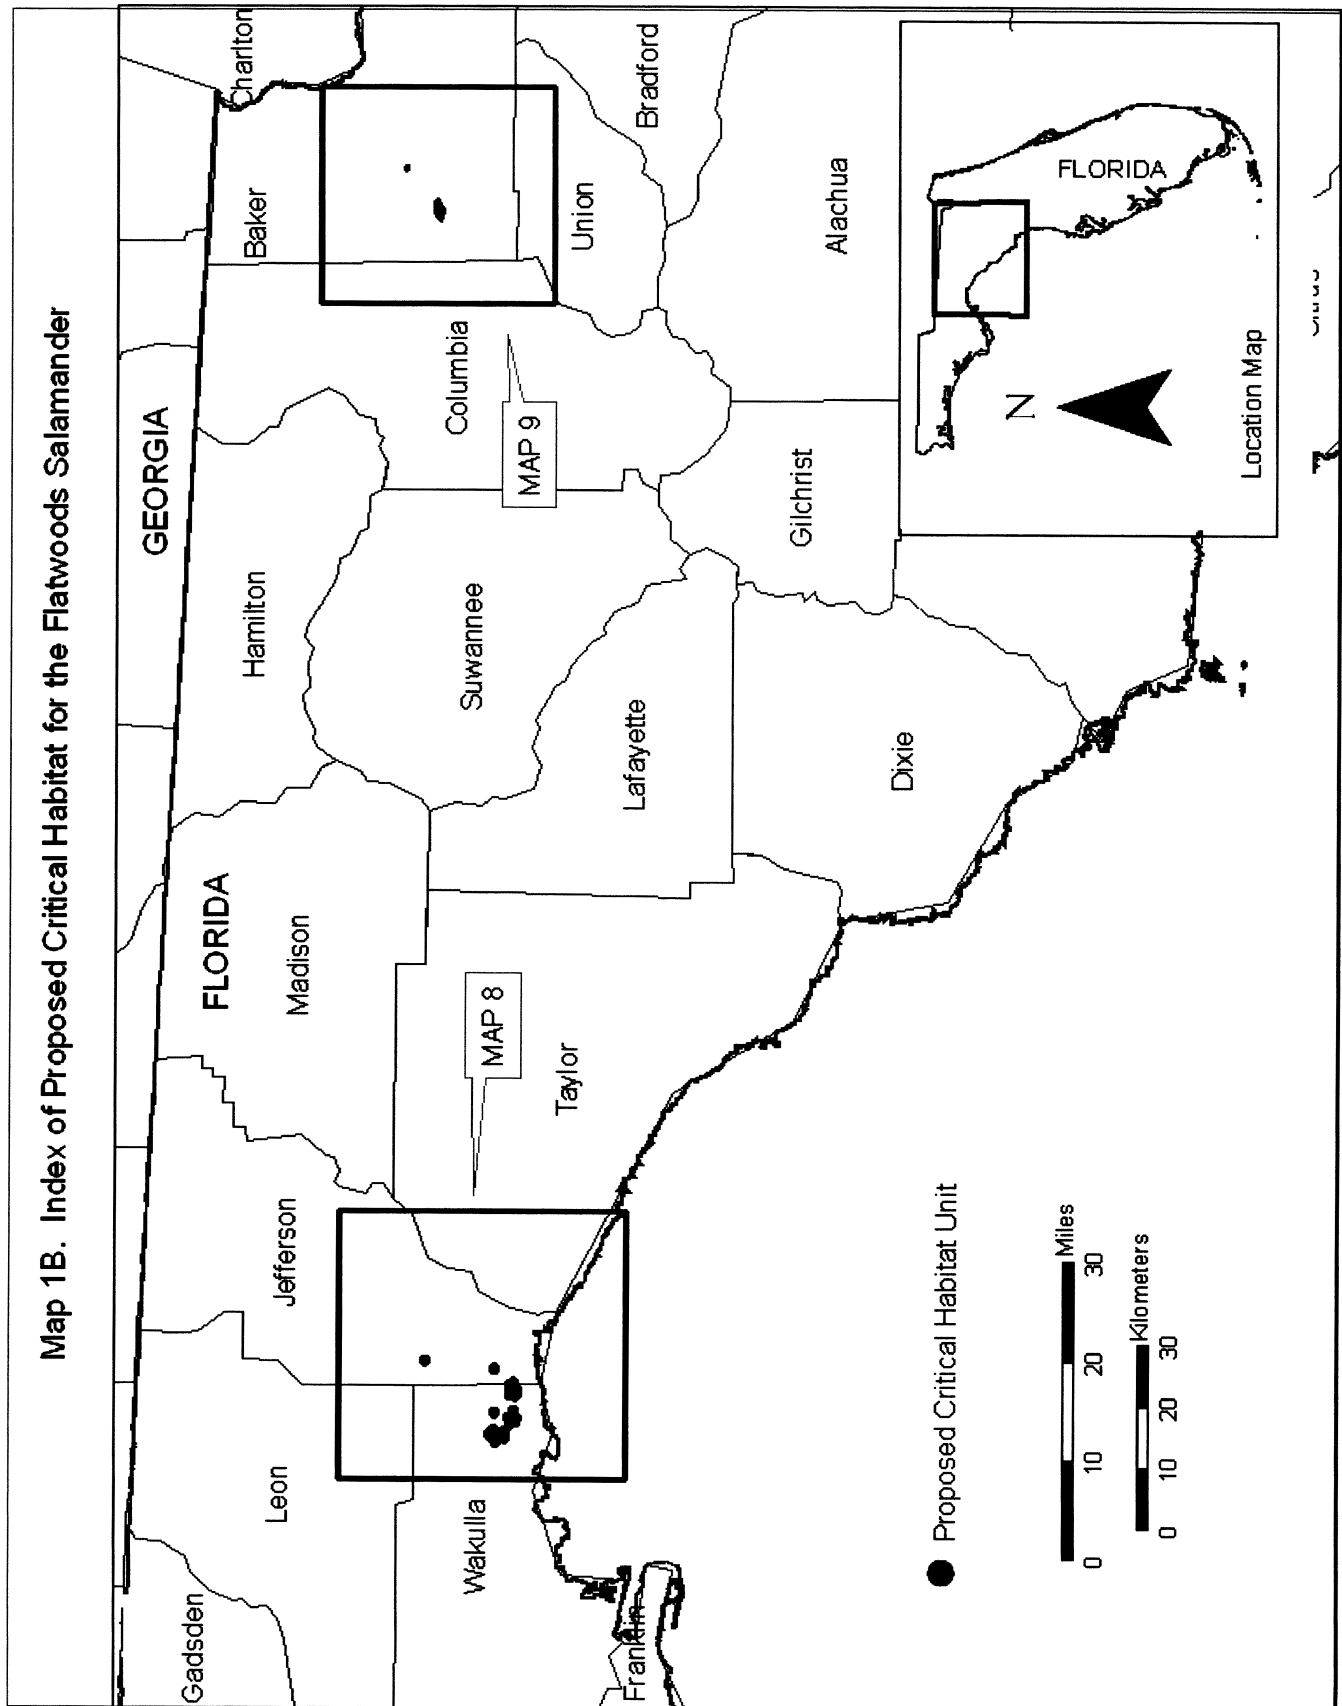 Map 1B. Index of Proposed Critical Habitat for the Flatwoods Salamander
GEORGIA
Charlton
Gadsden
Leon
Jefferson
FLORIDA
Madison
Hamilton
Baker
Columbia
Bradford
Union
Suwannee
Wakulla
MAP 8
MAP 9
Taylor
Lafayette
Franklin
Gilchrist
Alachua
Dixie
FLORIDA
N
Location Map
Proposed Critical Habitat Unit
0 10 20 30 Miles
0 10 20 30 Kilometers